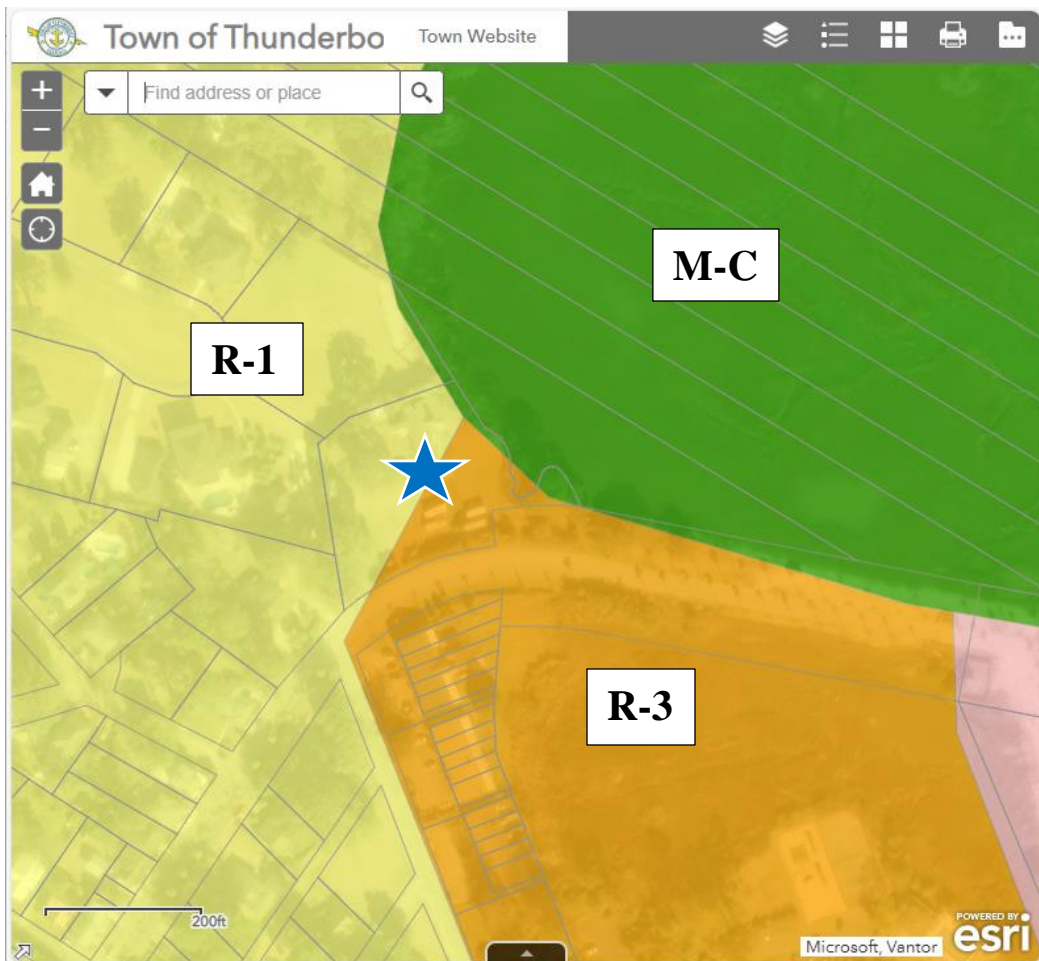 Town of Thunderbo
Town Website
+
Find address or place
−
M-C
R-1
R-3
200ft
POWERED BY
esri
Microsoft, Vantor